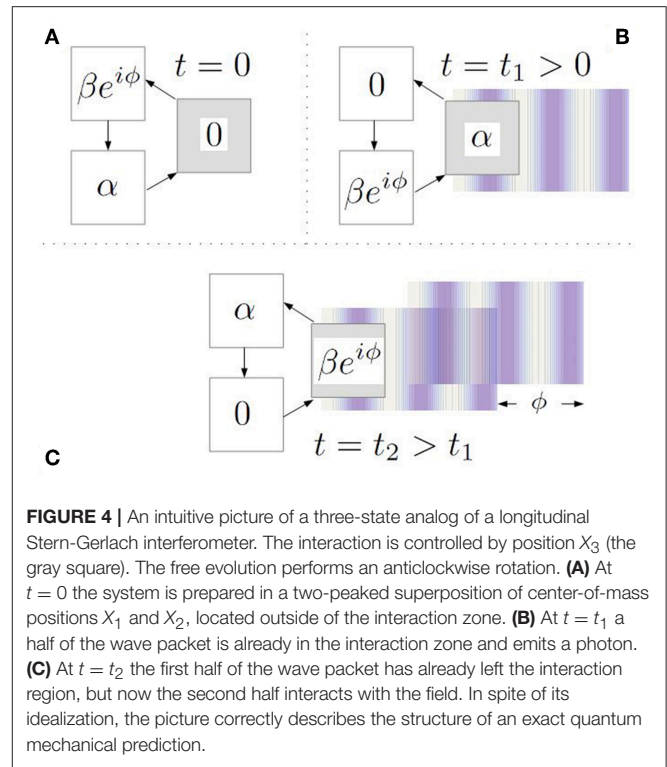 A
B
t = 0
t = t₁ > 0
βe^{iϕ}
0
α
0
α
βe^{iϕ}
α
βe^{iϕ}
0
ϕ
t = t₂ > t₁
C
FIGURE 4 | An intuitive picture of a three-state analog of a longitudinal
Stern-Gerlach interferometer. The interaction is controlled by position X₃ (the
gray square). The free evolution performs an anticlockwise rotation. (A) At
t = 0 the system is prepared in a two-peaked superposition of center-of-mass
positions X₁ and X₂, located outside of the interaction zone. (B) At t = t₁ a
half of the wave packet is already in the interaction zone and emits a photon.
(C) At t = t₂ the first half of the wave packet has already left the interaction
region, but now the second half interacts with the field. In spite of its
idealization, the picture correctly describes the structure of an exact quantum
mechanical prediction.